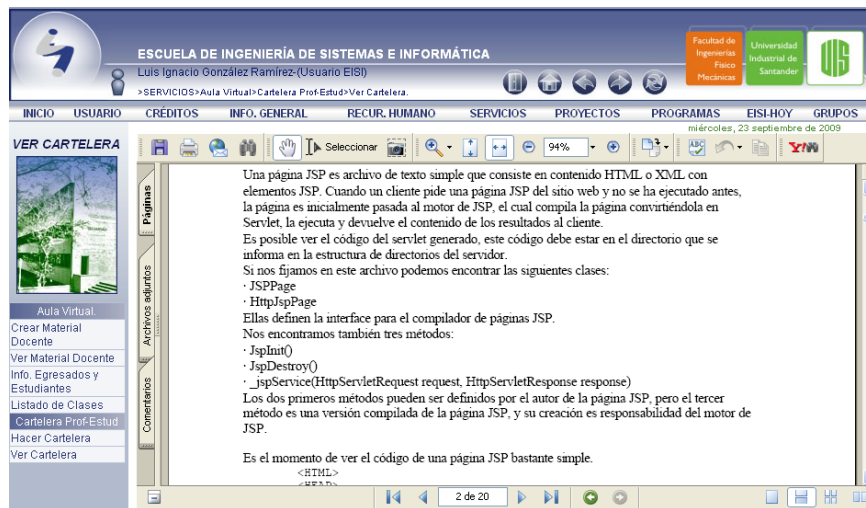 ESCUELA DE INGENIERÍA DE SISTEMAS E INFORMÁTICA
Luis Ignacio González Ramírez-(Usuario EISI)
>SERVICIOS>Aula Virtual>Cartelera Prof-Estud>Ver Cartelera.
Facultad de
Ingenierías
Físico
Mecánicas
Universidad
Industrial de
Santander
UIS
INICIO USUARIO CRÉDITOS INFO. GENERAL RECUR. HUMANO SERVICIOS PROYECTOS PROGRAMAS EISI-HOY GRUPOS
miércoles, 23 septiembre de 2009
VER CARTELERA
Seleccionar
94%
ABC
Y!
Páginas
Archivos adjuntos
Comentarios
Aula Virtual.
Crear Material
Docente
Ver Material Docente
Info. Egresados y
Estudiantes
Listado de Clases
Cartelera Prof-Estud
Hacer Cartelera
Ver Cartelera
Una página JSP es archivo de texto simple que consiste en contenido HTML o XML con
elementos JSP. Cuando un cliente pide una página JSP del sitio web y no se ha ejecutado antes,
la página es inicialmente pasada al motor de JSP, el cual compila la página convirtiéndola en
Servlet, la ejecuta y devuelve el contenido de los resultados al cliente.
Es posible ver el código del servlet generado, este código debe estar en el directorio que se
informa en la estructura de directorios del servidor.
Si nos fijamos en este archivo podemos encontrar las siguientes clases:
· JSPPage
· HttpJspPage
Ellas definen la interface para el compilador de páginas JSP.
Nos encontramos también tres métodos:
· JspInit()
· JspDestroy()
· _jspService(HttpServletRequest request, HttpServletResponse response)
Los dos primeros métodos pueden ser definidos por el autor de la página JSP, pero el tercer
método es una versión compilada de la página JSP, y su creación es responsabilidad del motor de
JSP.
Es el momento de ver el código de una página JSP bastante simple.
<HTML>
<HEAD>
2 de 20